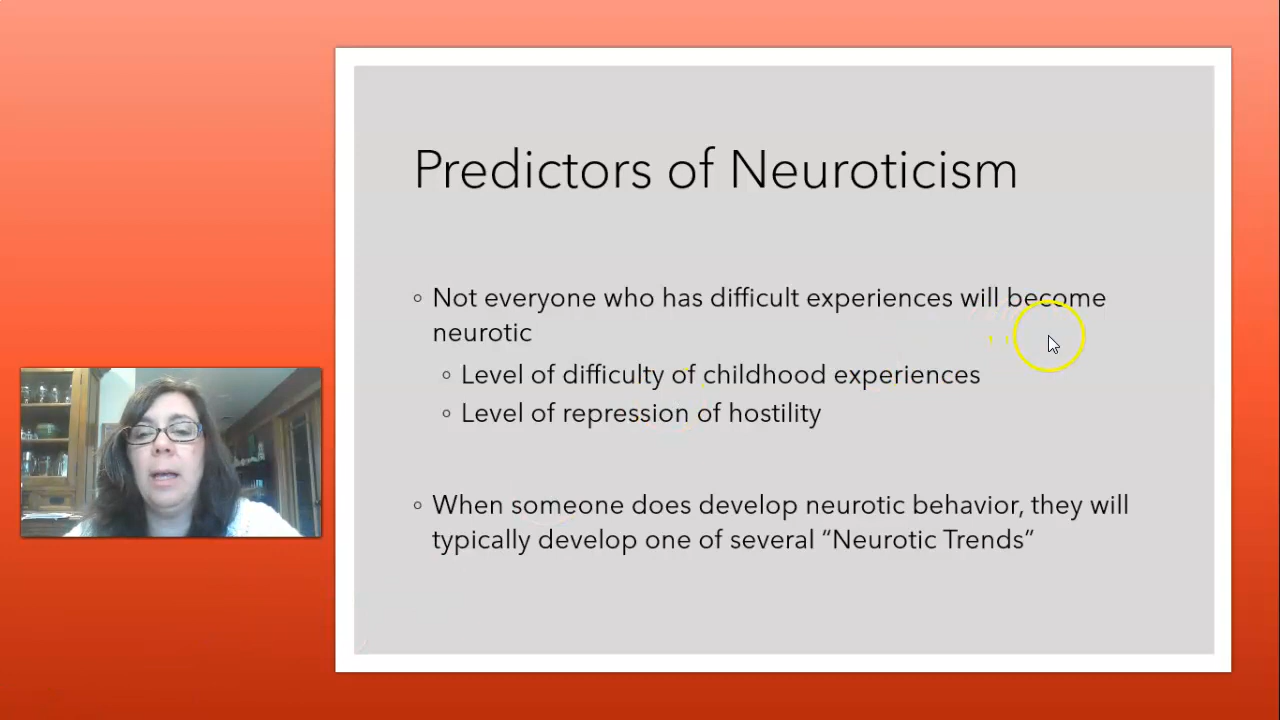 Predictors of Neuroticism
◦ Not everyone who has difficult experiences will become
neurotic
◦ Level of difficulty of childhood experiences
◦ Level of repression of hostility
◦ When someone does develop neurotic behavior, they will
typically develop one of several “Neurotic Trends”